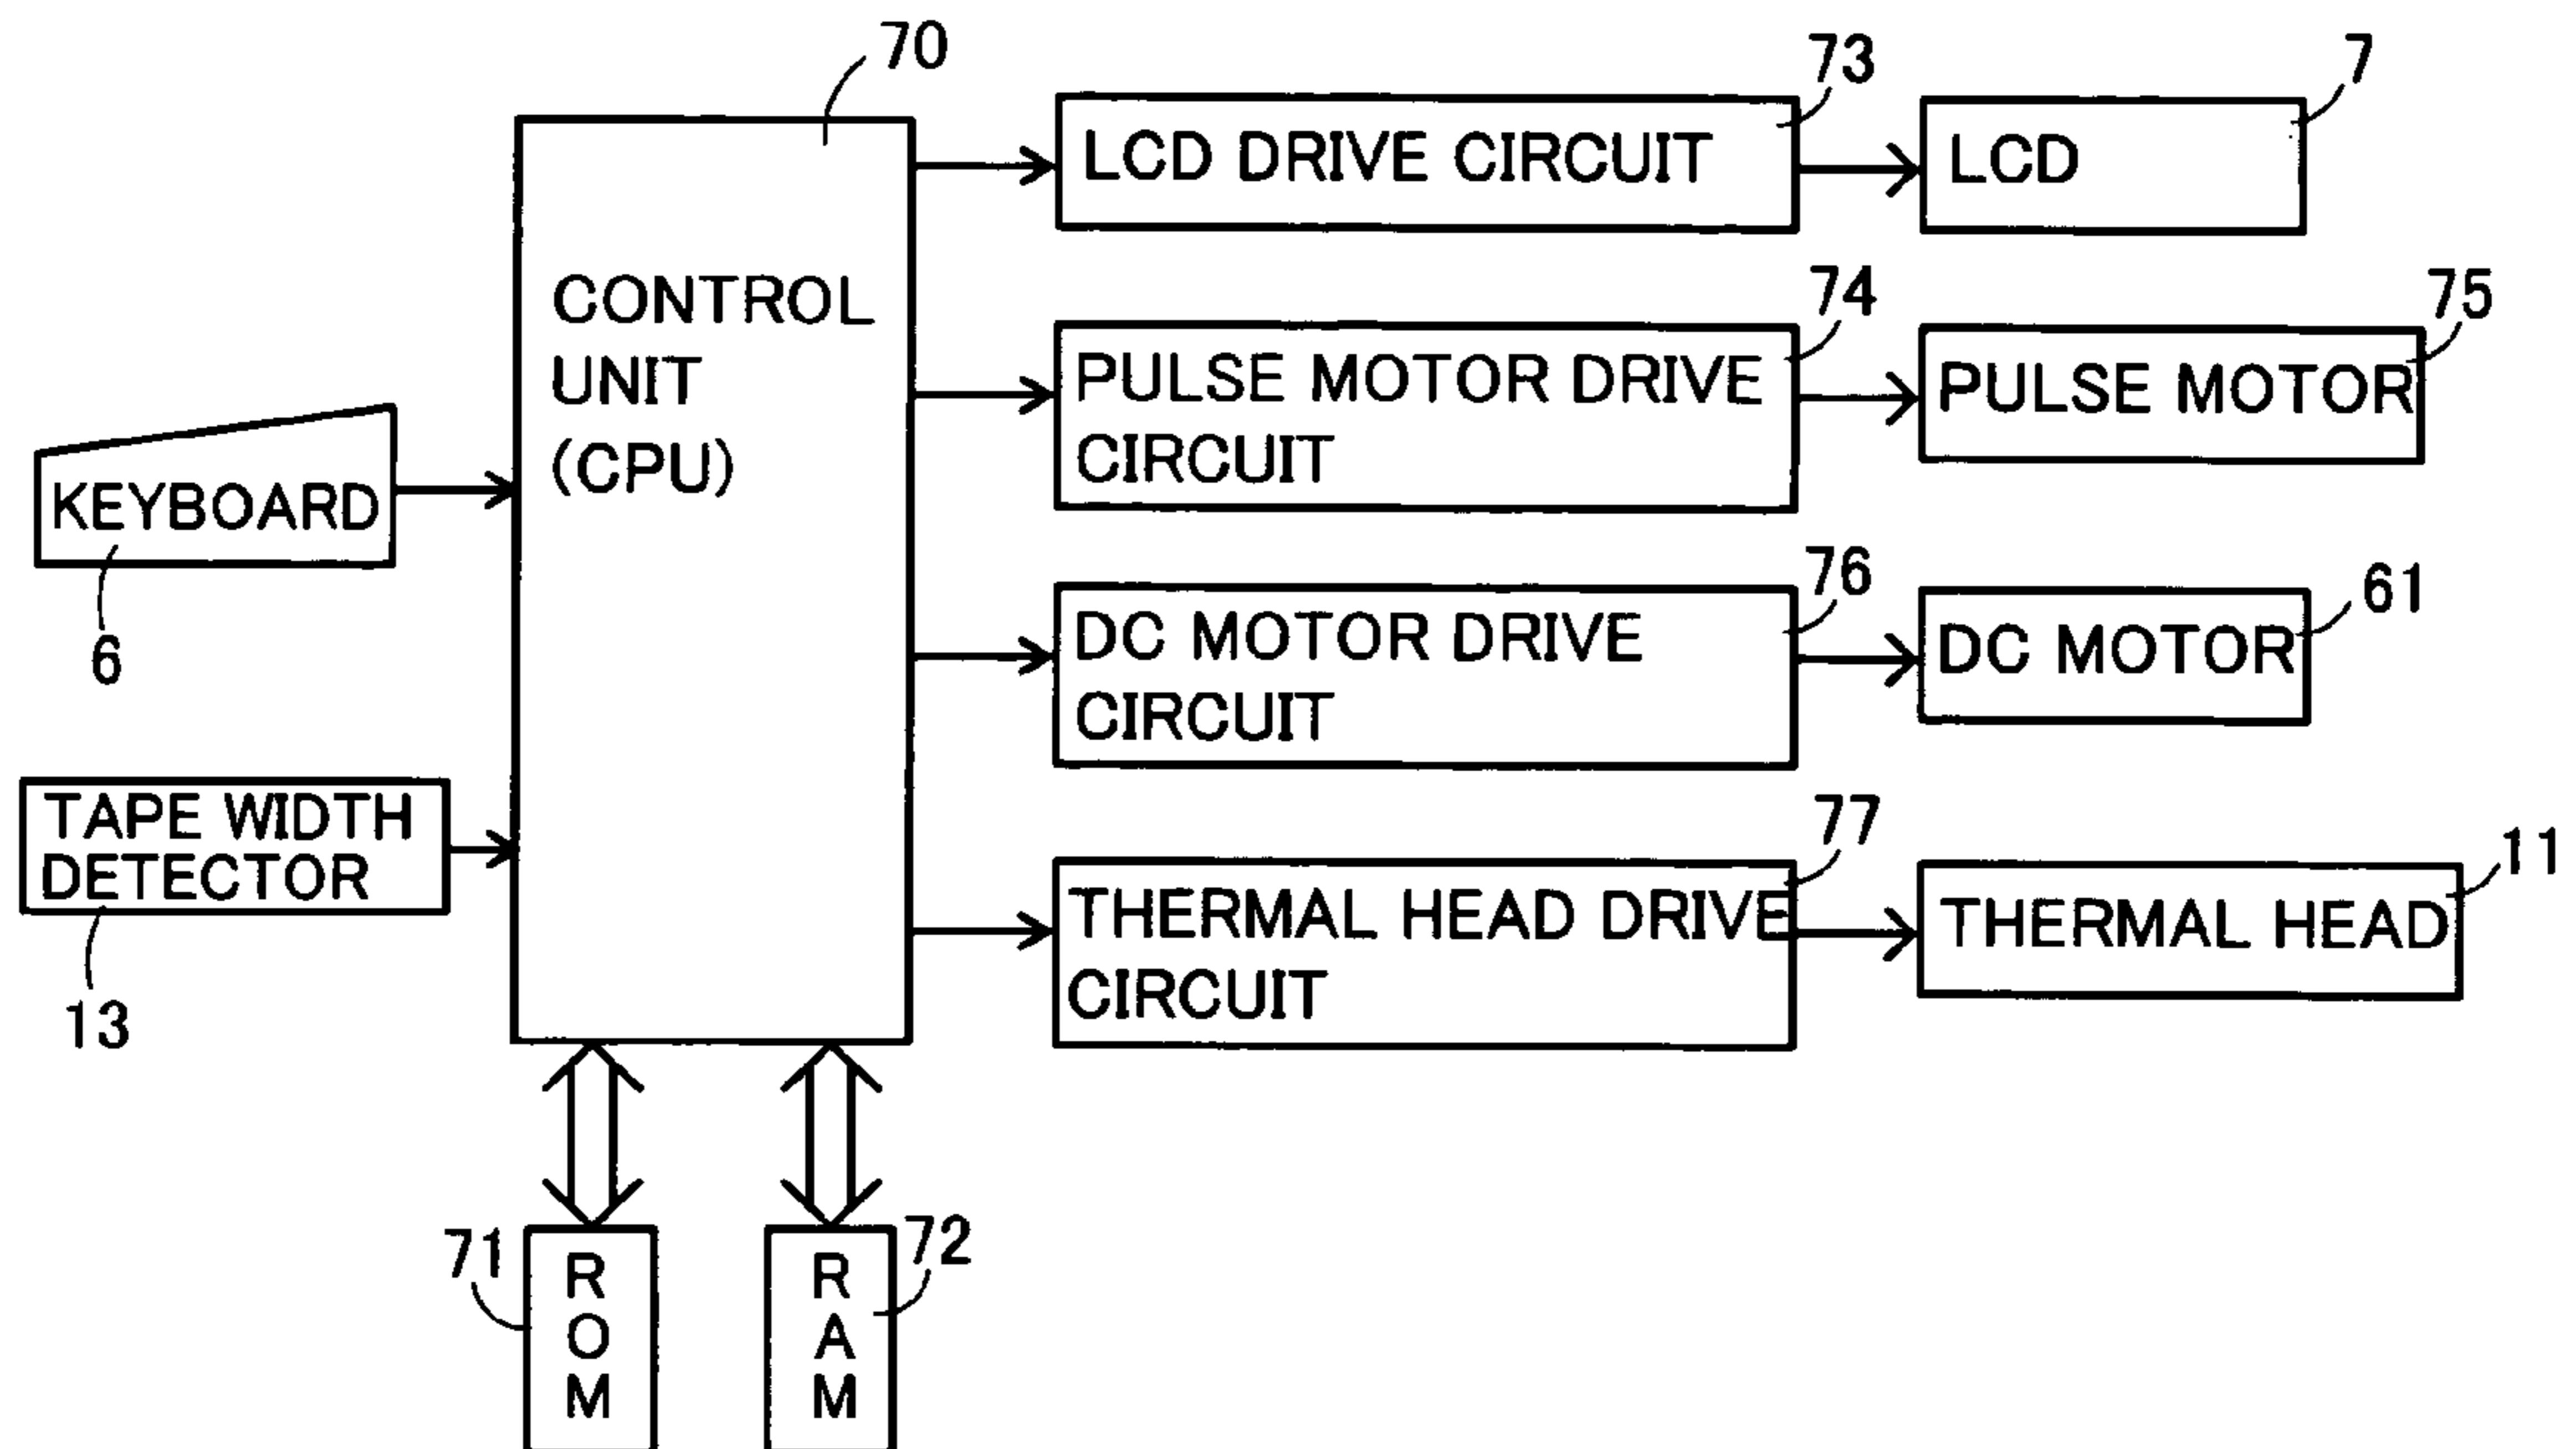 70
73
7
LCD DRIVE CIRCUIT
LCD
CONTROL
UNIT
(CPU)
74
75
PULSE MOTOR DRIVE
CIRCUIT
PULSE MOTOR
KEYBOARD
6
76
61
DC MOTOR DRIVE
CIRCUIT
DC MOTOR
TAPE WIDTH
DETECTOR
13
77
11
THERMAL HEAD DRIVE
CIRCUIT
THERMAL HEAD
71
ROM
72
RAM